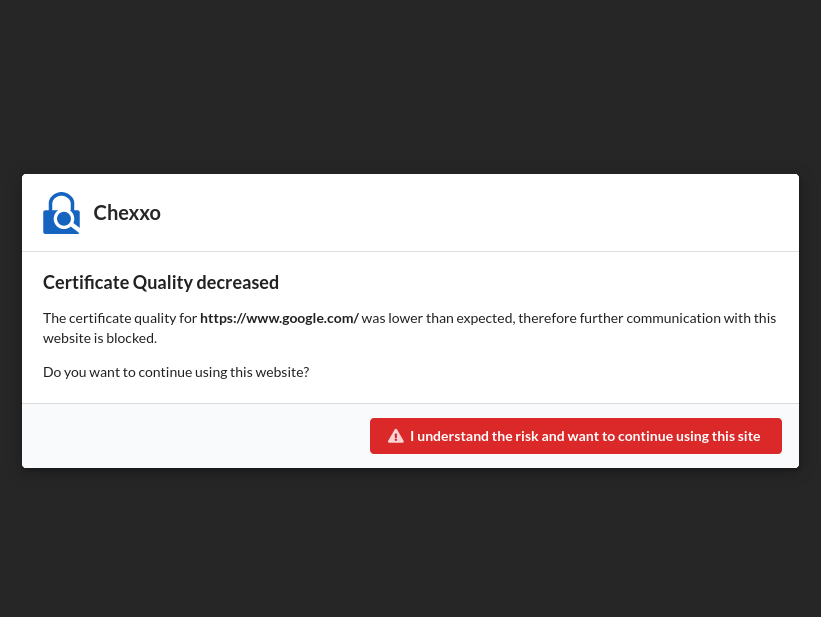 Chexxo
Certificate Quality decreased
The certificate quality for https://www.google.com/ was lower than expected, therefore further communication with this
website is blocked.
Do you want to continue using this website?
I understand the risk and want to continue using this site